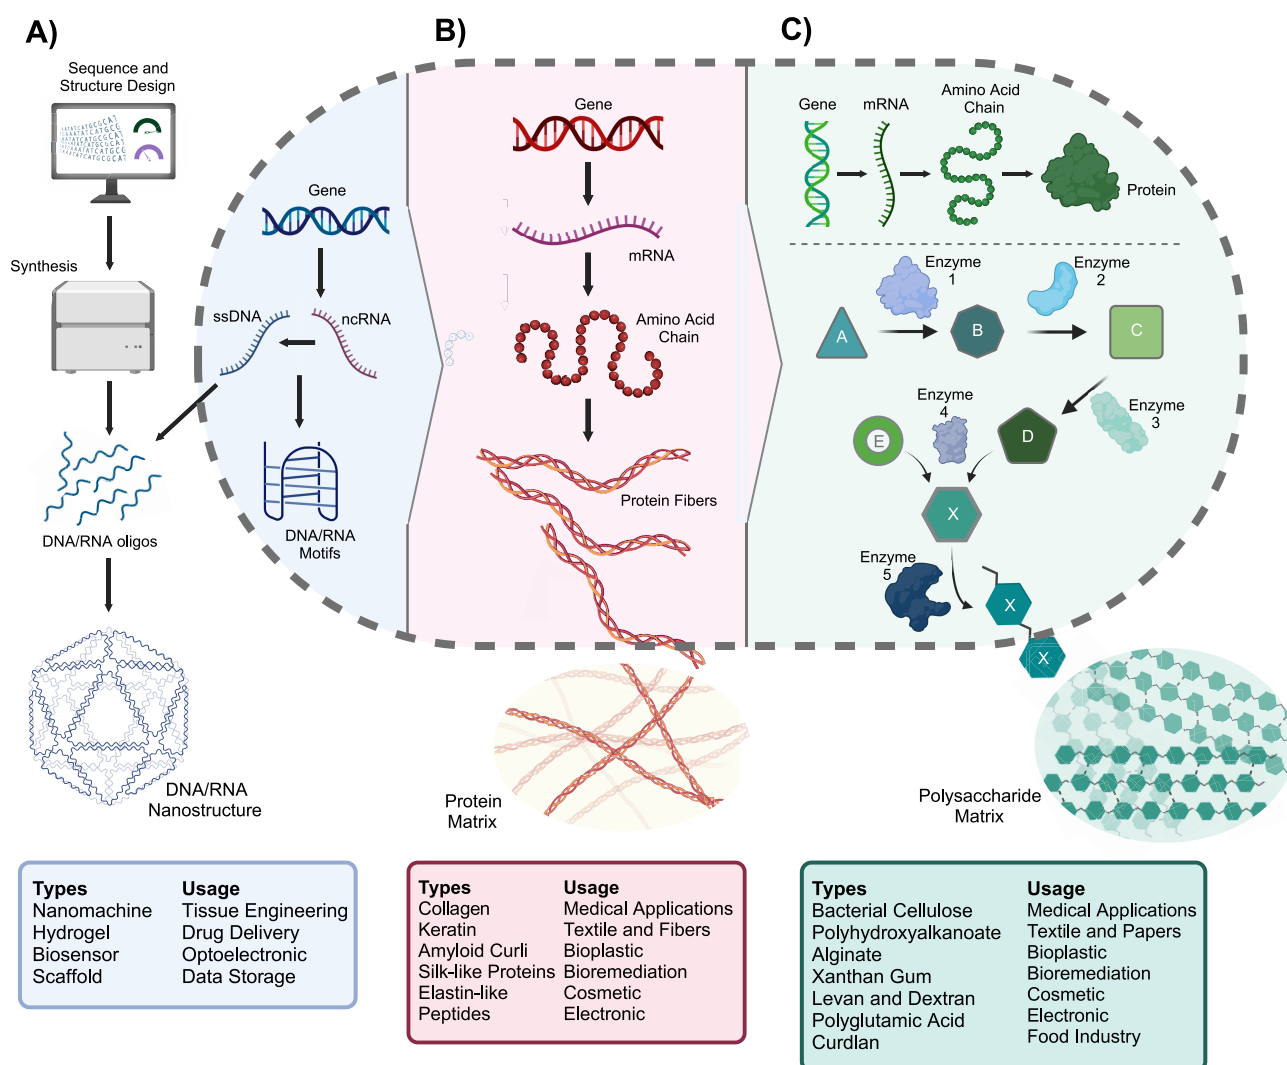 A)
Sequence and
Structure Design
Synthesis
DNA/RNA oligos
DNA/RNA
Nanostructure
Gene
ssDNA
ncRNA
DNA/RNA
Motifs
Types
Nanomachine
Hydrogel
Biosensor
Scaffold
Usage
Tissue Engineering
Drug Delivery
Optoelectronic
Data Storage
B)
Gene
mRNA
Amino Acid
Chain
Protein Fibers
Protein
Matrix
Types
Collagen
Keratin
Amyloid Curli
Silk-like Proteins
Elastin-like
Peptides
Usage
Medical Applications
Textile and Fibers
Bioplastic
Bioremediation
Cosmetic
Electronic
C)
Gene
mRNA
Amino Acid
Chain
Protein
Enzyme
1
Enzyme
2
A
B
C
Enzyme
3
Enzyme
4
E
D
X
Enzyme
5
X
X
Polysaccharide
Matrix
Types
Bacterial Cellulose
Polyhydroxyalkanoate
Alginate
Xanthan Gum
Levan and Dextran
Polyglutamic Acid
Curdlan
Usage
Medical Applications
Textile and Papers
Bioplastic
Bioremediation
Cosmetic
Electronic
Food Industry